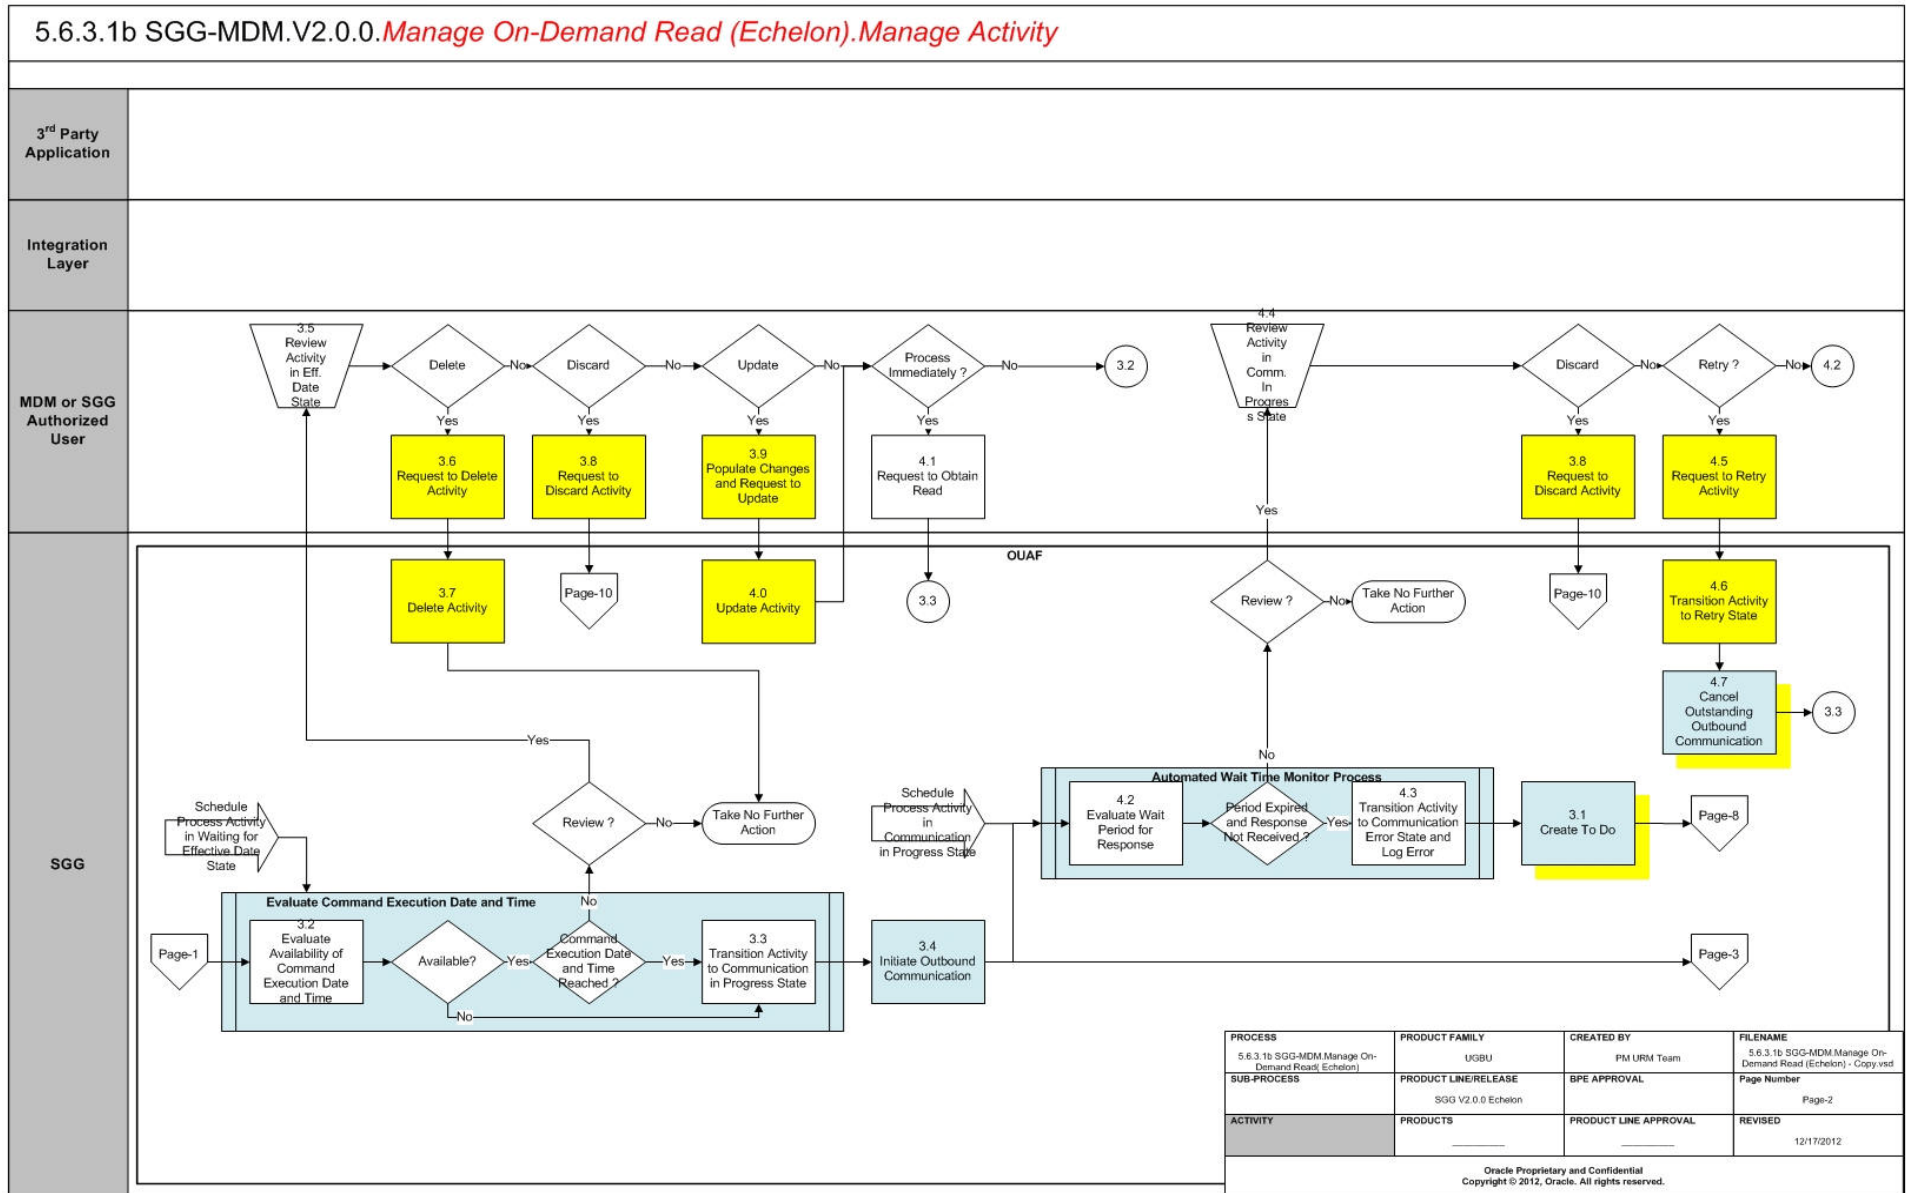 5.6.3.1b SGG-MDM.V2.0.0.Manage On-Demand Read (Echelon).Manage Activity
3rd Party
Application
Integration
Layer
MDM or SGG
Authorized
User
3.5
Review
Activity
in Eff.
Date
State
Delete
No
Discard
No
Update
No
Process
Immediately ?
No
3.2
4.4
Review
Activity
in
Comm.
In
Progres
s State
Discard
No
Retry ?
No
4.2
Yes
Yes
Yes
Yes
Yes
Yes
3.6
Request to Delete
Activity
3.8
Request to
Discard Activity
3.9
Populate Changes
and Request to
Update
4.1
Request to Obtain
Read
3.8
Request to
Discard Activity
4.5
Request to Retry
Activity
Yes
SGG
OUAF
3.7
Delete Activity
Page-10
4.0
Update Activity
3.3
Review ?
No
Take No Further
Action
Page-10
4.6
Transition Activity
to Retry State
4.7
Cancel
Outstanding
Outbound
Communication
3.3
Yes
No
Schedule
Process Activity
in Waiting for
Effective Date
State
Review ?
No
Take No Further
Action
Schedule
Process Activity
in
Communication
in Progress State
Automated Wait Time Monitor Process
4.2
Evaluate Wait
Period for
Response
Period Expired
and Response
Not Received ?
Yes
4.3
Transition Activity
to Communication
Error State and
Log Error
3.1
Create To Do
Page-8
Evaluate Command Execution Date and Time
No
Page-1
3.2
Evaluate
Availability of
Command
Execution Date
and Time
Available?
Yes
Command
Execution Date
and Time
Reached ?
Yes
3.3
Transition Activity
to Communication
in Progress State
No
3.4
Initiate Outbound
Communication
Page-3
PROCESS
5.6.3.1b SGG-MDM.Manage On-
Demand Read( Echelon)
PRODUCT FAMILY
UGBU
CREATED BY
PM URM Team
FILENAME
5.6.3.1b SGG-MDM.Manage On-
Demand Read (Echelon) - Copy.vsd
SUB-PROCESS
PRODUCT LINE/RELEASE
SGG V2.0.0 Echelon
BPE APPROVAL
Page Number
Page-2
ACTIVITY
PRODUCTS
PRODUCT LINE APPROVAL
REVISED
12/17/2012
Oracle Proprietary and Confidential
Copyright © 2012, Oracle. All rights reserved.